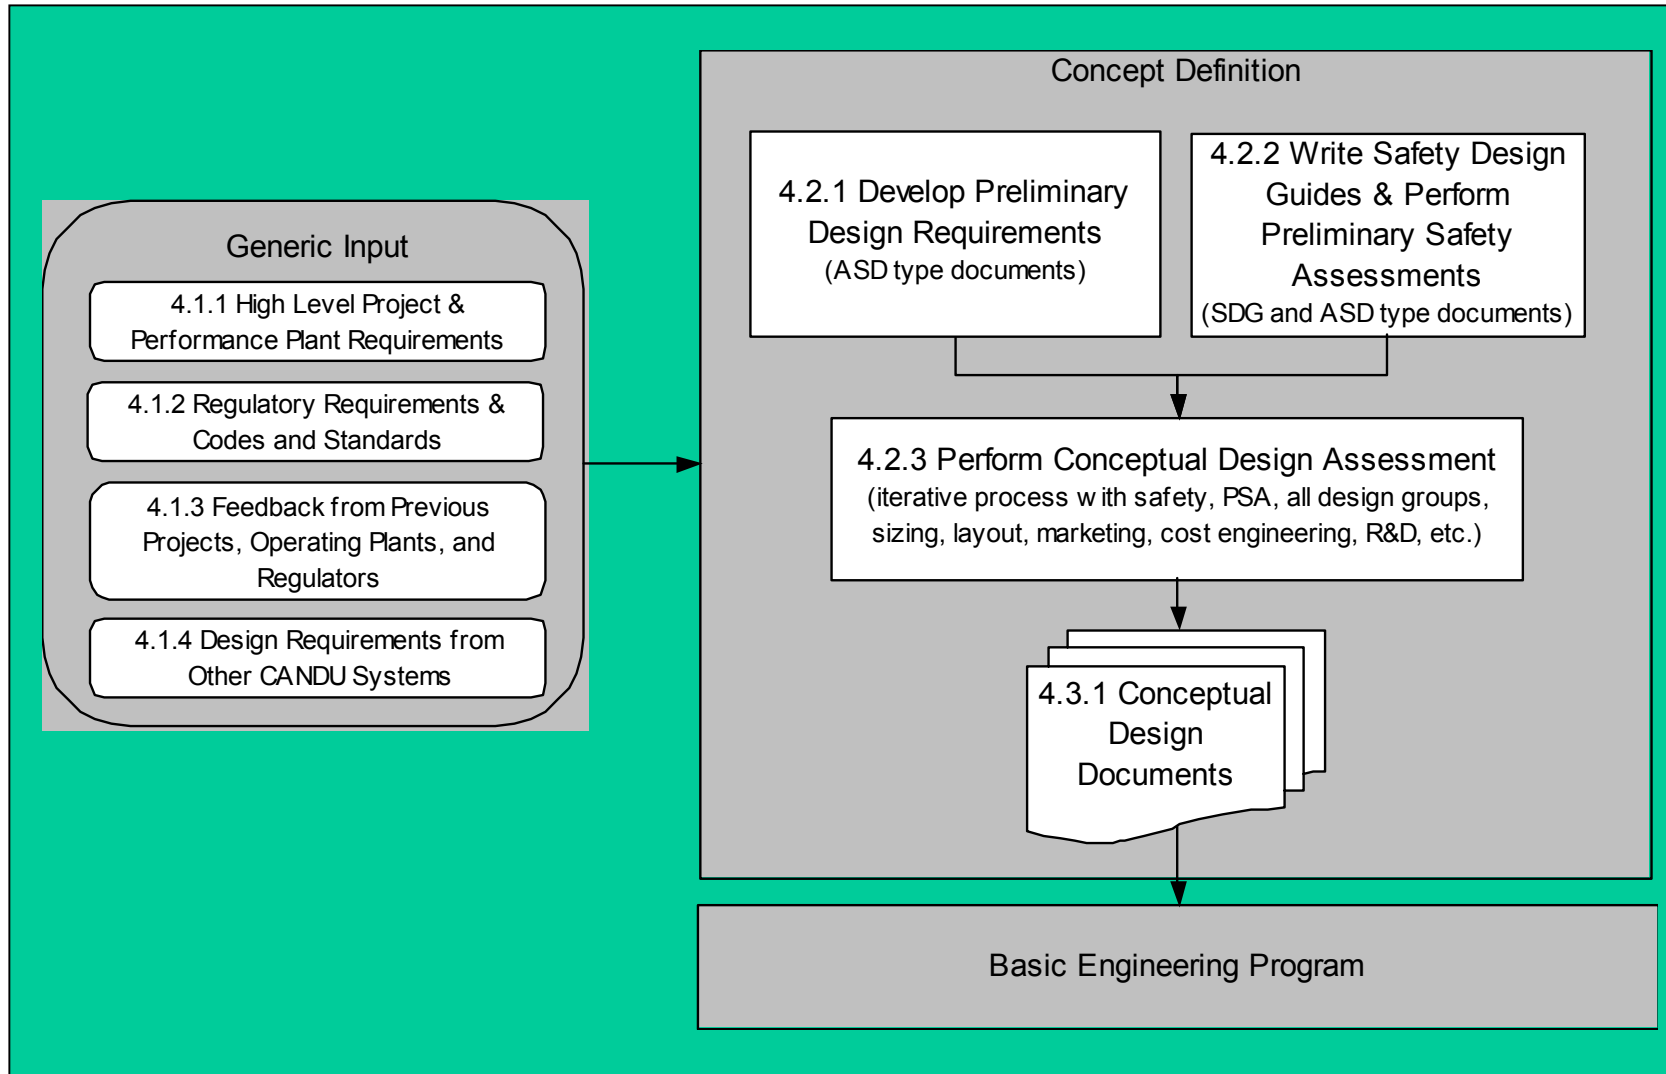 Concept Definition
4.2.1 Develop Preliminary
Design Requirements
(ASD type documents)
4.2.2 Write Safety Design
Guides & Perform
Preliminary Safety
Assessments
(SDG and ASD type documents)
Generic Input
4.1.1 High Level Project &
Performance Plant Requirements
4.1.2 Regulatory Requirements &
Codes and Standards
4.1.3 Feedback from Previous
Projects, Operating Plants, and
Regulators
4.1.4 Design Requirements from
Other CANDU Systems
4.2.3 Perform Conceptual Design Assessment
(iterative process with safety, PSA, all design groups,
sizing, layout, marketing, cost engineering, R&D, etc.)
4.3.1 Conceptual
Design
Documents
Basic Engineering Program